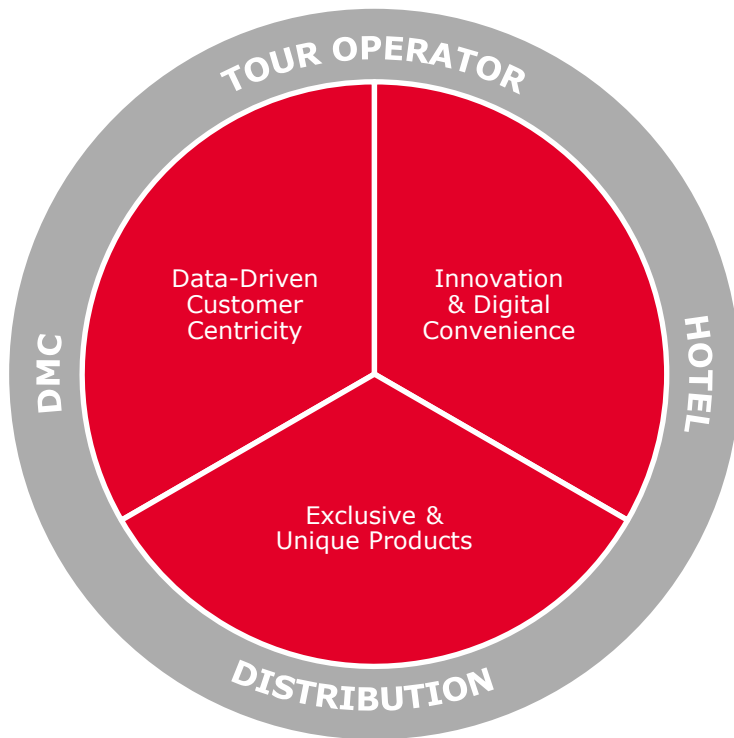 TOUR OPERATOR
Data-Driven
Customer
Centricity
Innovation
& Digital
Convenience
DMC
HOTEL
Exclusive &
Unique Products
DISTRIBUTION